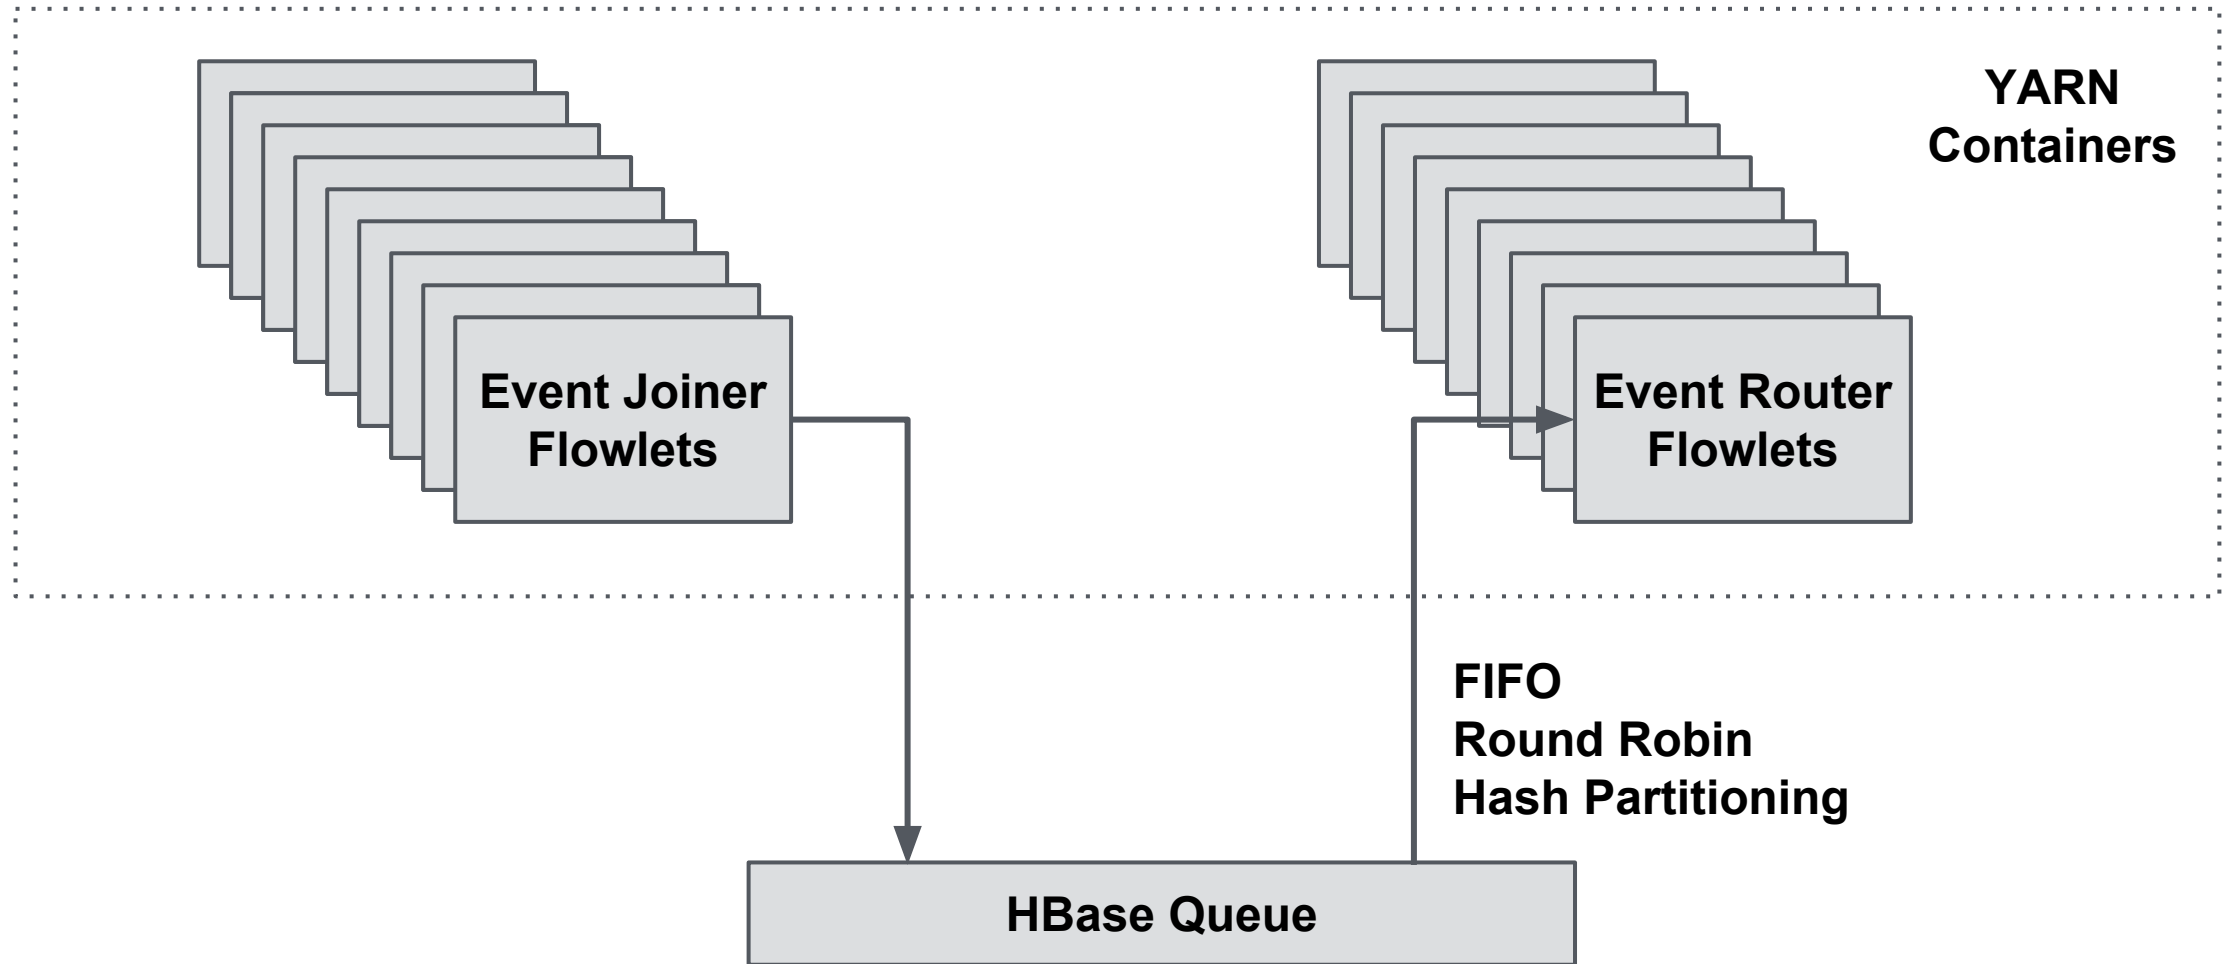 YARN
Containers
Event Joiner
Flowlets
Event Router
Flowlets
FIFO
Round Robin
Hash Partitioning
HBase Queue